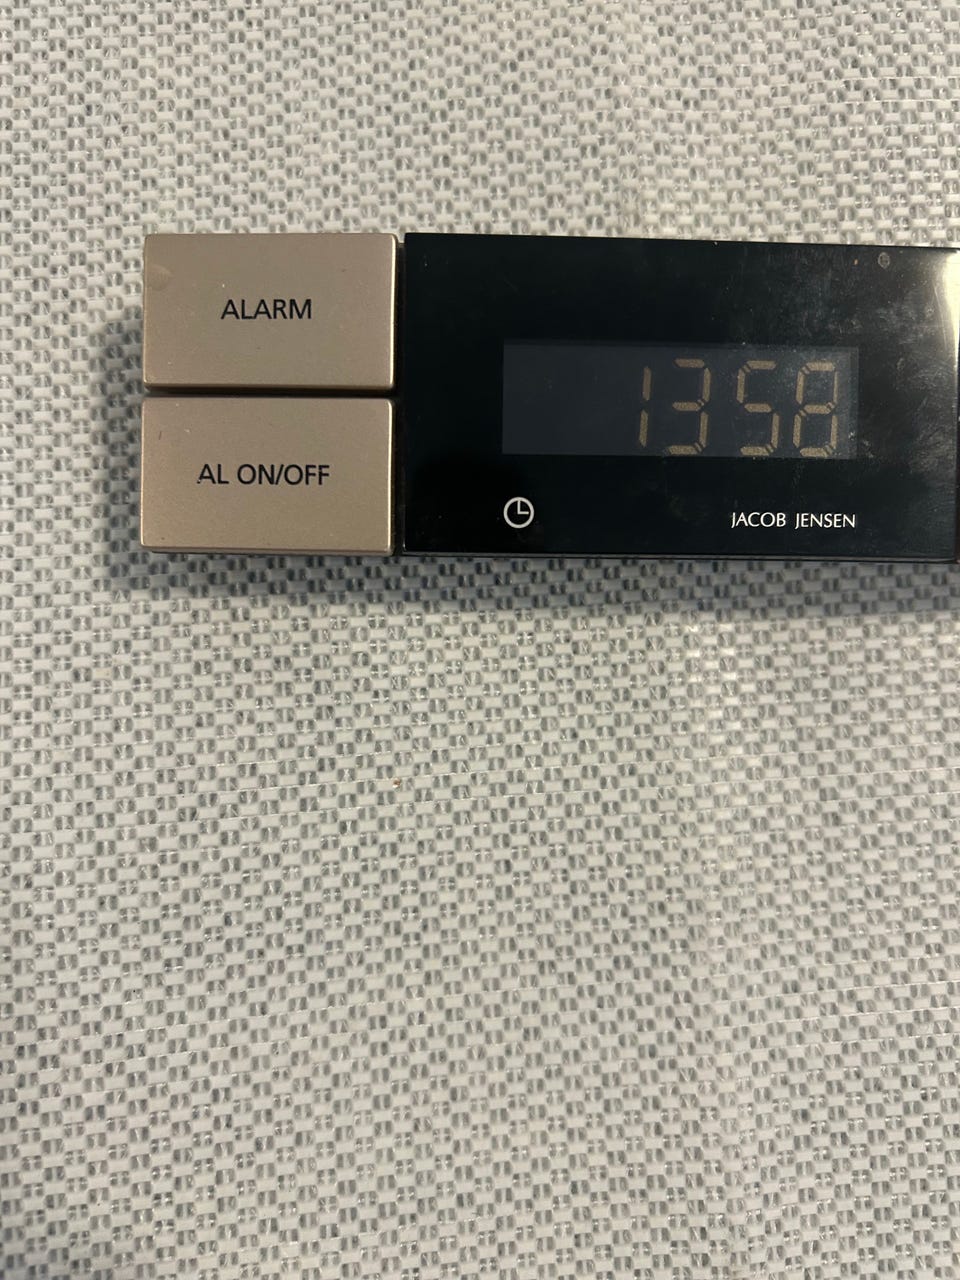 ALARM
AL ON/OFF
1358
JACOB JENSEN